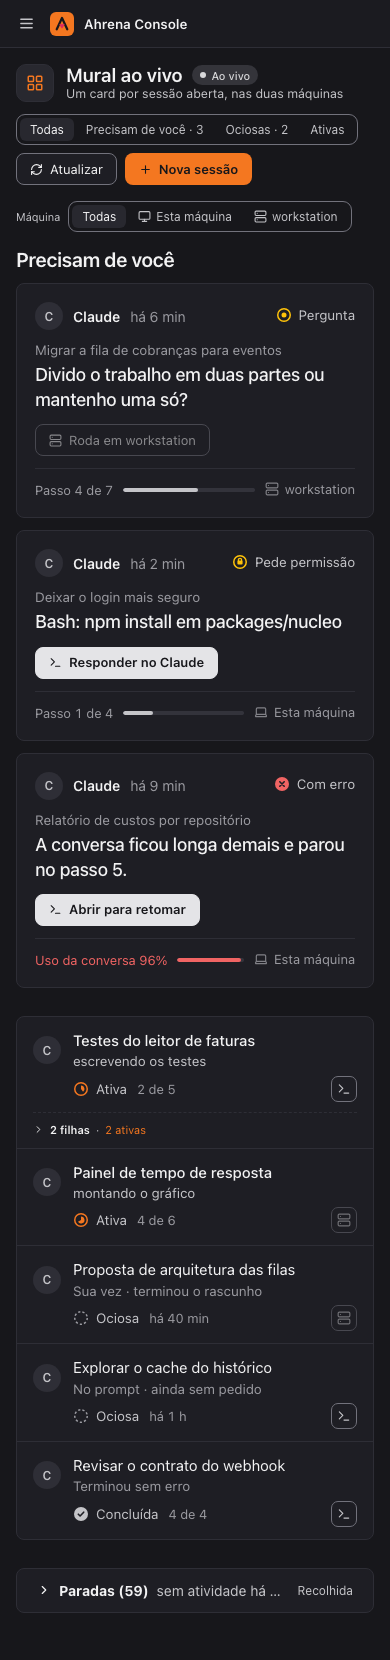 Ahrena Console
Mural ao vivo
Ao vivo
Um card por sessão aberta, nas duas máquinas
Todas
Precisam de você · 3
Ociosas · 2
Ativas
Atualizar
Nova sessão
Máquina
Todas
Esta máquina
workstation
Precisam de você
C
Claude
há 6 min
Pergunta
Migrar a fila de cobranças para eventos
Divido o trabalho em duas partes ou
mantenho uma só?
Roda em workstation
Passo 4 de 7
workstation
C
Claude
há 2 min
Pede permissão
Deixar o login mais seguro
Bash: npm install em packages/nucleo
Responder no Claude
Passo 1 de 4
Esta máquina
C
Claude
há 9 min
Com erro
Relatório de custos por repositório
A conversa ficou longa demais e parou
no passo 5.
Abrir para retomar
Uso da conversa 96%
Esta máquina
C
Testes do leitor de faturas
escrevendo os testes
Ativa
2 de 5
2 filhas · 2 ativas
C
Painel de tempo de resposta
montando o gráfico
Ativa
4 de 6
C
Proposta de arquitetura das filas
Sua vez · terminou o rascunho
Ociosa
há 40 min
C
Explorar o cache do histórico
No prompt · ainda sem pedido
Ociosa
há 1 h
C
Revisar o contrato do webhook
Terminou sem erro
Concluída
4 de 4
Paradas (59)
sem atividade há ...
Recolhida